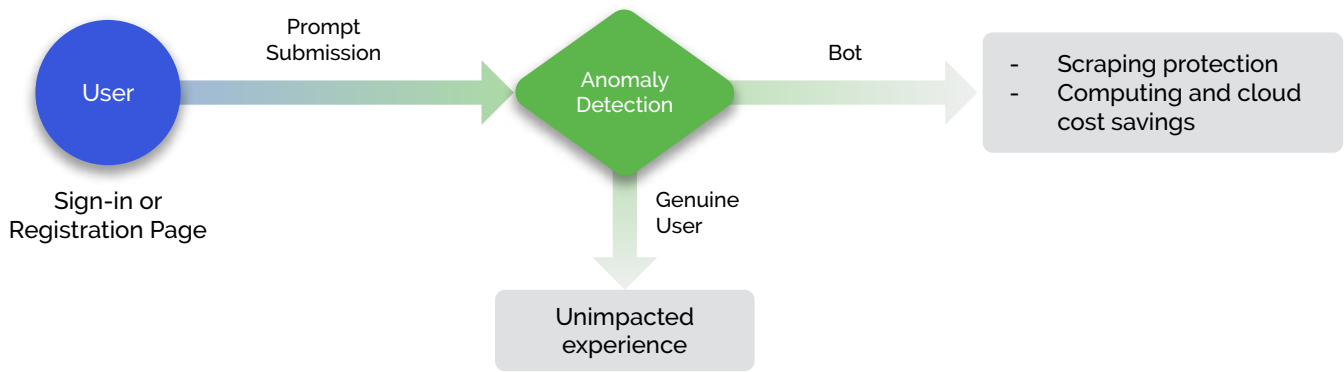 User
Sign-in or
Registration Page
Prompt
Submission
Anomaly
Detection
Bot
- Scraping protection
- Computing and cloud
cost savings
Genuine
User
Unimpacted
experience